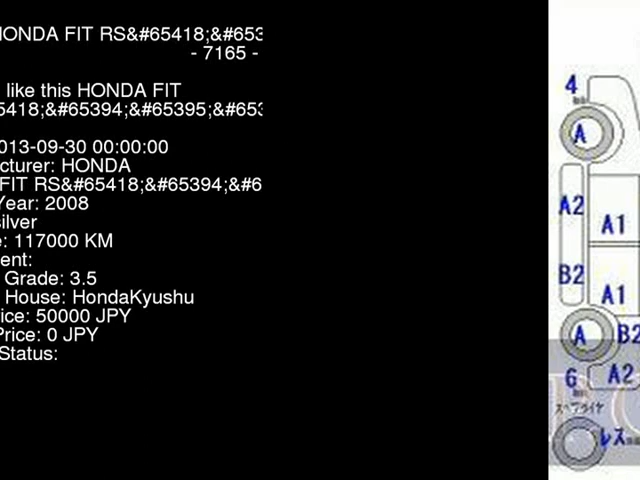 HONDA FIT RS&#65418;&#653
- 7165 -
like this HONDA FIT
5418;&#65394;&#65395;&#653
013-09-30 00:00:00
cturer: HONDA
FIT RS&#65418;&#65394;&#6
Year: 2008
silver
e: 117000 KM
ent:
Grade: 3.5
House: HondaKyushu
ice: 50000 JPY
Price: 0 JPY
Status:
4
A
A2
A1
B2
A1
A
B2
6
A2
スペアタイヤ
レス